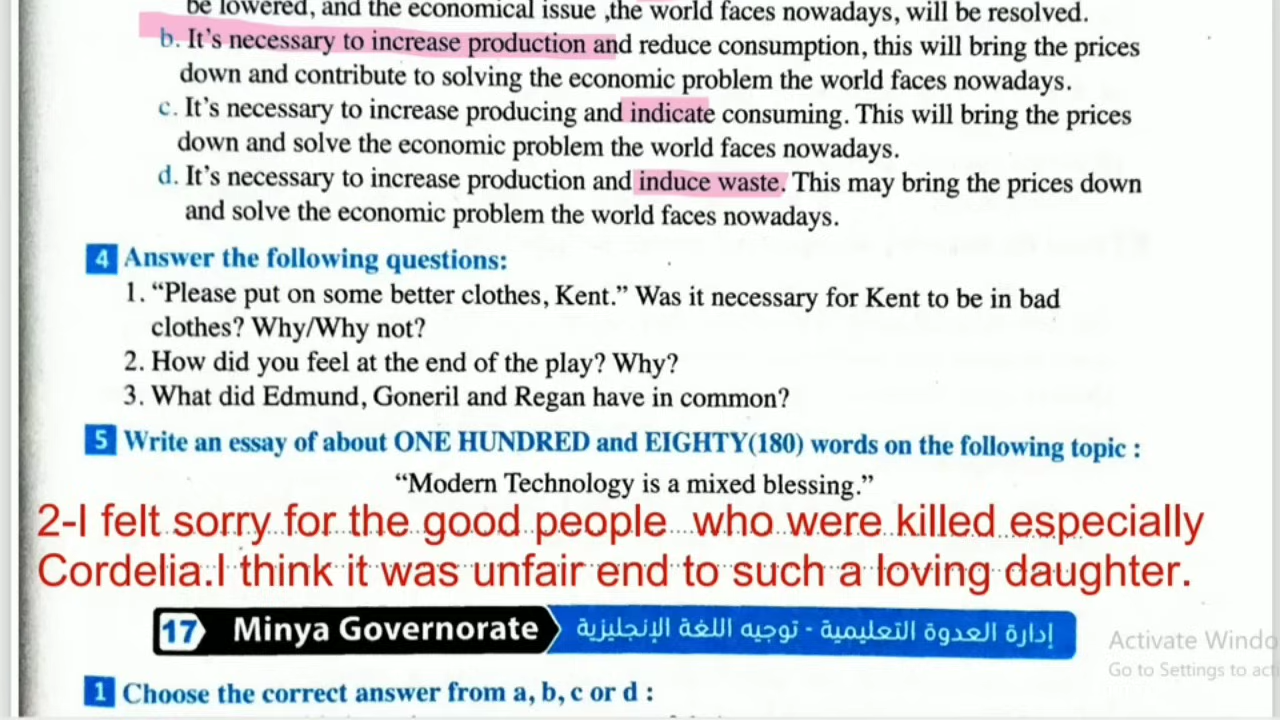 be lowered, and the economical issue ,the world faces nowadays, will be resolved.
b. It's necessary to increase production and reduce consumption, this will bring the prices
down and contribute to solving the economic problem the world faces nowadays.
c. It's necessary to increase producing and indicate consuming. This will bring the prices
down and solve the economic problem the world faces nowadays.
d. It's necessary to increase production and induce waste. This may bring the prices down
and solve the economic problem the world faces nowadays.
4 Answer the following questions:
1. “Please put on some better clothes, Kent.” Was it necessary for Kent to be in bad
clothes? Why/Why not?
2. How did you feel at the end of the play? Why?
3. What did Edmund, Goneril and Regan have in common?
5 Write an essay of about ONE HUNDRED and EIGHTY(180) words on the following topic :
“Modern Technology is a mixed blessing.”
2-I felt sorry for the good people who were killed especially
Cordelia.I think it was unfair end to such a loving daughter.
17 Minya Governorate إدارة العدوة التعليمية - توجيه اللغة الإنجليزية
Activate Windo
Go to Settings to act
1 Choose the correct answer from a, b, c or d :